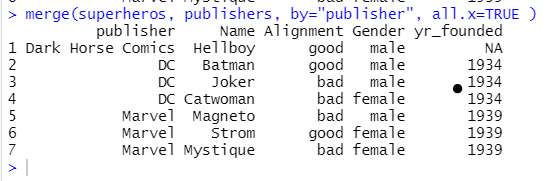 > merge(superheros, publishers, by="publisher", all.x=TRUE )
publisher Name Alignment Gender yr_founded
1 Dark Horse Comics Hellboy good male NA
2 DC Batman good male 1934
3 DC Joker bad male 1934
4 DC Catwoman bad female 1934
5 Marvel Magneto bad male 1939
6 Marvel Strom good female 1939
7 Marvel Mystique bad female 1939
>